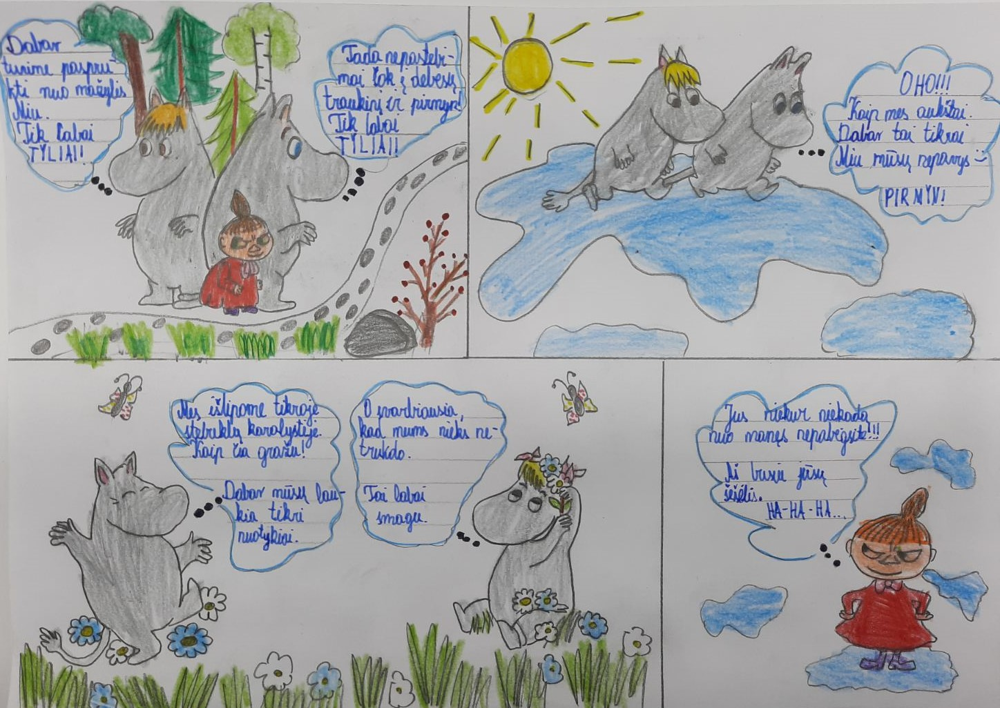 Dabar
turime paspru-
kti nuo mažylės
Miu.
Tik labai
TYLIAI!
Tada nepastebi-
mai šok į debesų
traukinį ir pirmyn!
Tik labai
TYLIAI!
OHO!!!
Kaip mes aukštai.
Dabar tai tikrai
Miu mūsų nepavys
PIRMYN!
Mes išlipome tikroje
stebuklų karalystėje.
Kaip čia gražu!
Dabar mūsų lau-
kia tikri
nuotykiai.
O svarbiausia,
kad mums nieks ne-
trukdo.
Tai labai
smagu.
Jus niekur niekada
nuo manęs nepabėgsite!!!
Aš busiu jūsų
šešėlis.
HA-HA-HA...